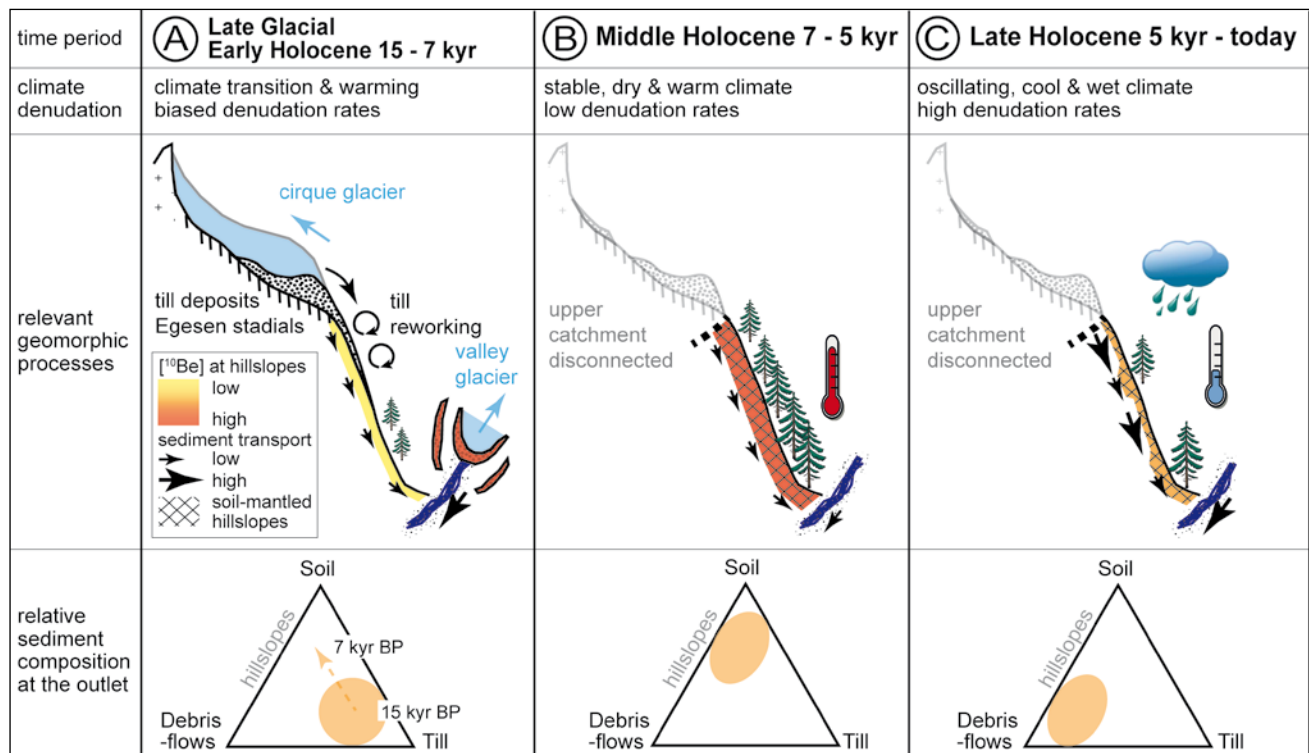 time period
A
Late Glacial
Early Holocene 15 - 7 kyr
B
Middle Holocene 7 - 5 kyr
C
Late Holocene 5 kyr - today
climate
denudation
climate transition & warming
biased denudation rates
stable, dry & warm climate
low denudation rates
oscillating, cool & wet climate
high denudation rates
relevant
geomorphic
processes
cirque glacier
till deposits
Egesen stadials
till
reworking
valley
glacier
[¹⁰Be] at hillslopes
low
high
sediment transport
low
high
soil-mantled
hillslopes
upper
catchment
disconnected
upper
catchment
disconnected
relative
sediment
composition
at the outlet
Soil
hillslopes
7 kyr BP
15 kyr BP
Debris
-flows
Till
Soil
hillslopes
Debris
-flows
Till
Soil
hillslopes
Debris
-flows
Till